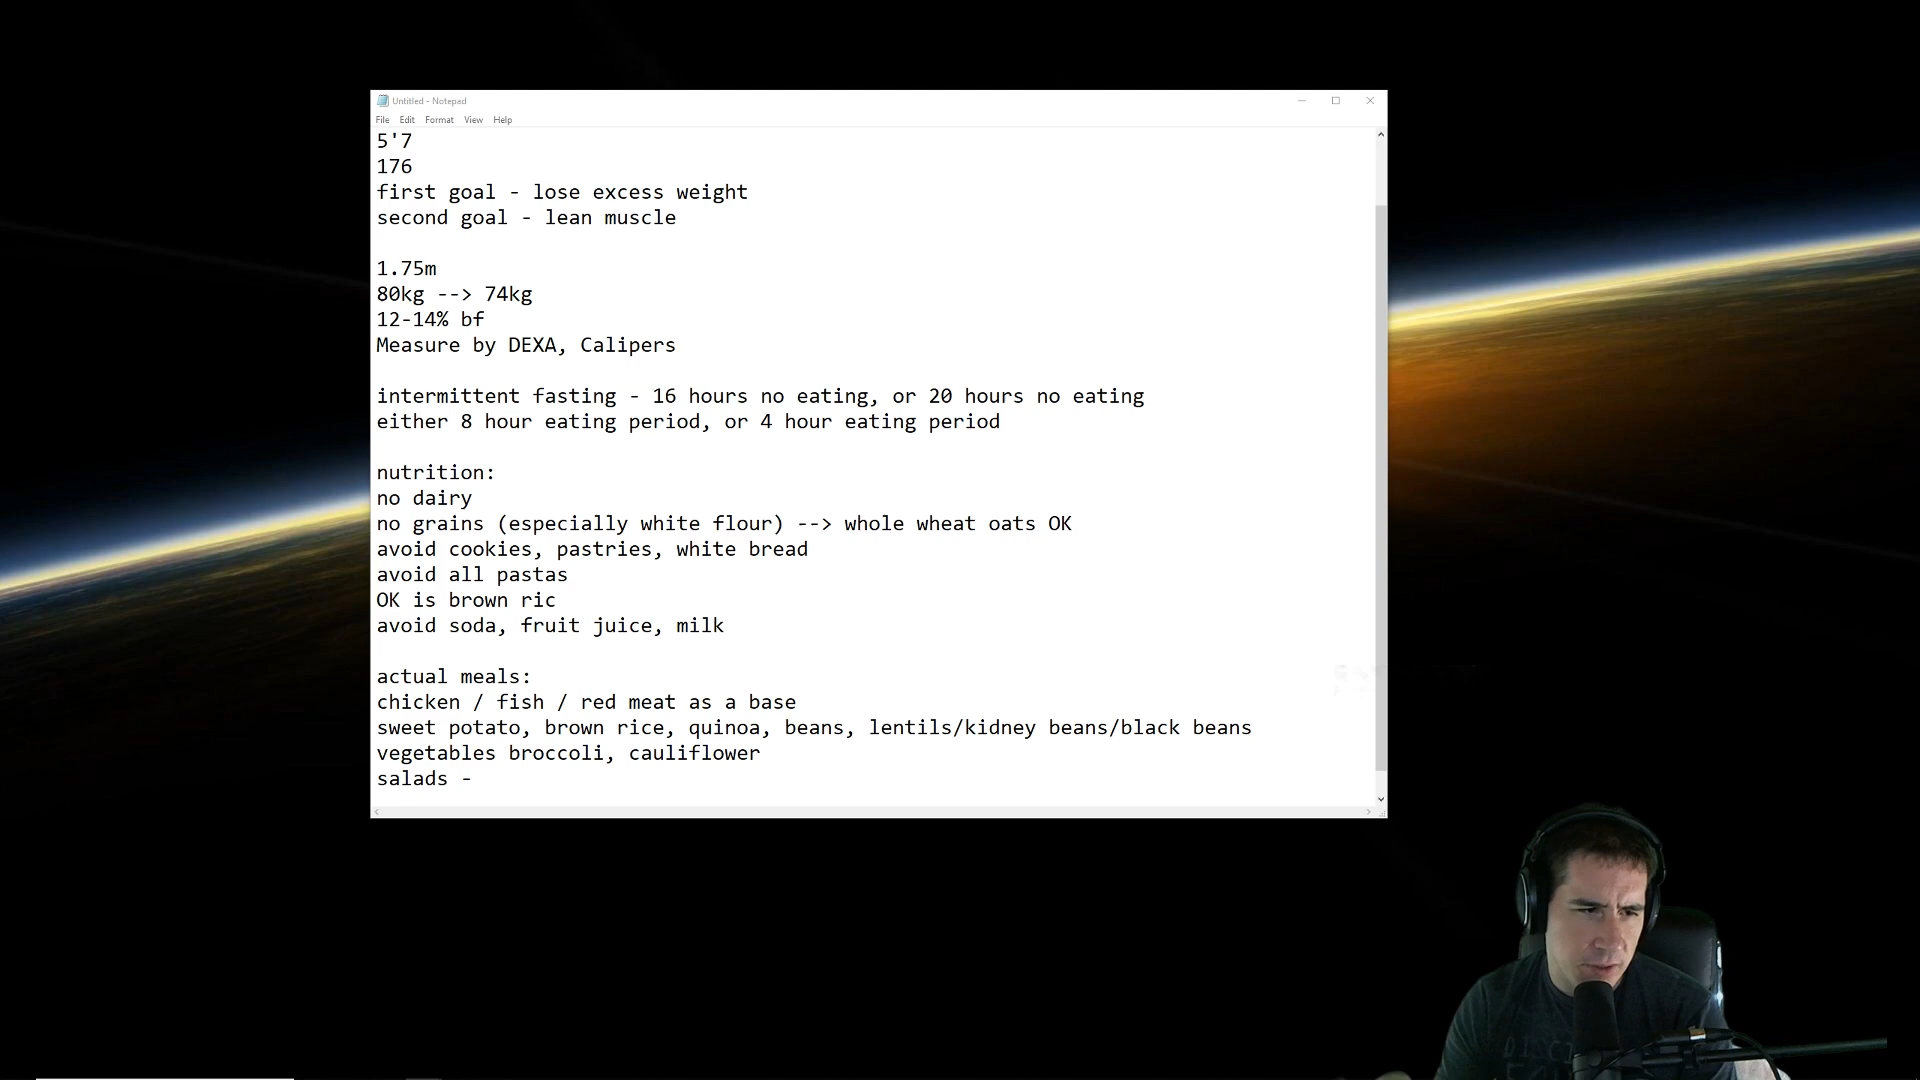 Untitled - Notepad
File Edit Format View Help
5'7
176
first goal - lose excess weight
second goal - lean muscle
1.75m
80kg --> 74kg
12-14% bf
Measure by DEXA, Calipers
intermittent fasting - 16 hours no eating, or 20 hours no eating
either 8 hour eating period, or 4 hour eating period
nutrition:
no dairy
no grains (especially white flour) --> whole wheat oats OK
avoid cookies, pastries, white bread
avoid all pastas
OK is brown ric
avoid soda, fruit juice, milk
actual meals:
chicken / fish / red meat as a base
sweet potato, brown rice, quinoa, beans, lentils/kidney beans/black beans
vegetables broccoli, cauliflower
salads -